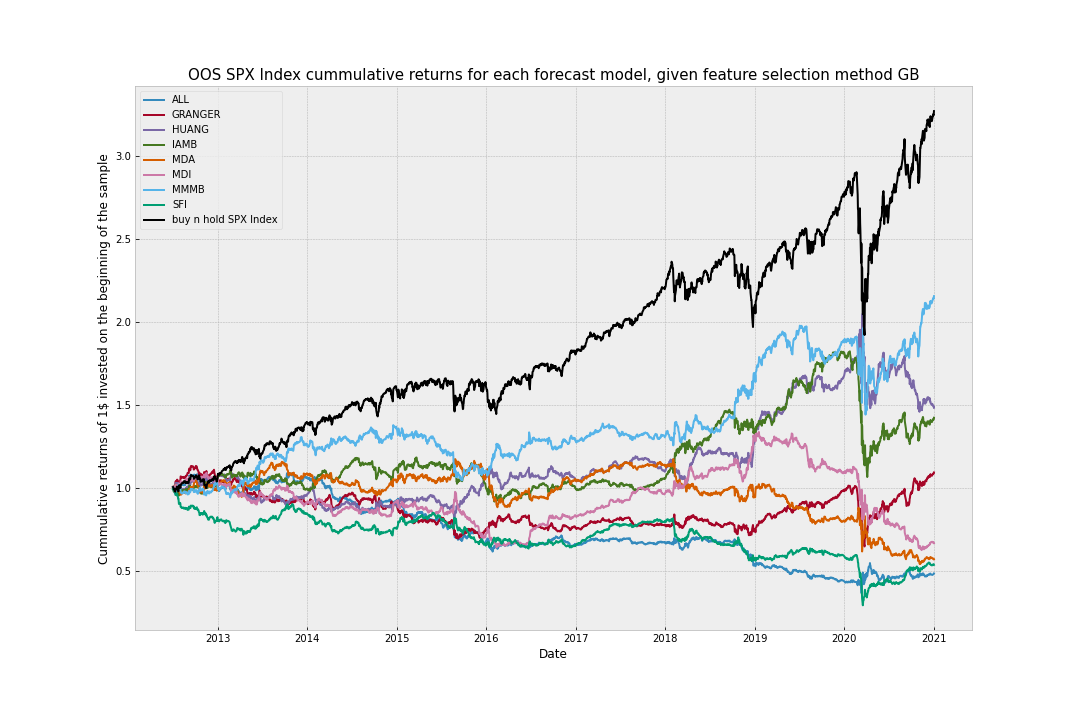 OOS SPX Index cummulative returns for each forecast model, given feature selection method GB
ALL
GRANGER
HUANG
IAMB
MDA
MDI
MMMB
SFI
buy n hold SPX Index
Cummulative returns of 1$ invested on the beginning of the sample
3.0
2.5
2.0
1.5
1.0
0.5
2013 2014 2015 2016 2017 2018 2019 2020 2021
Date